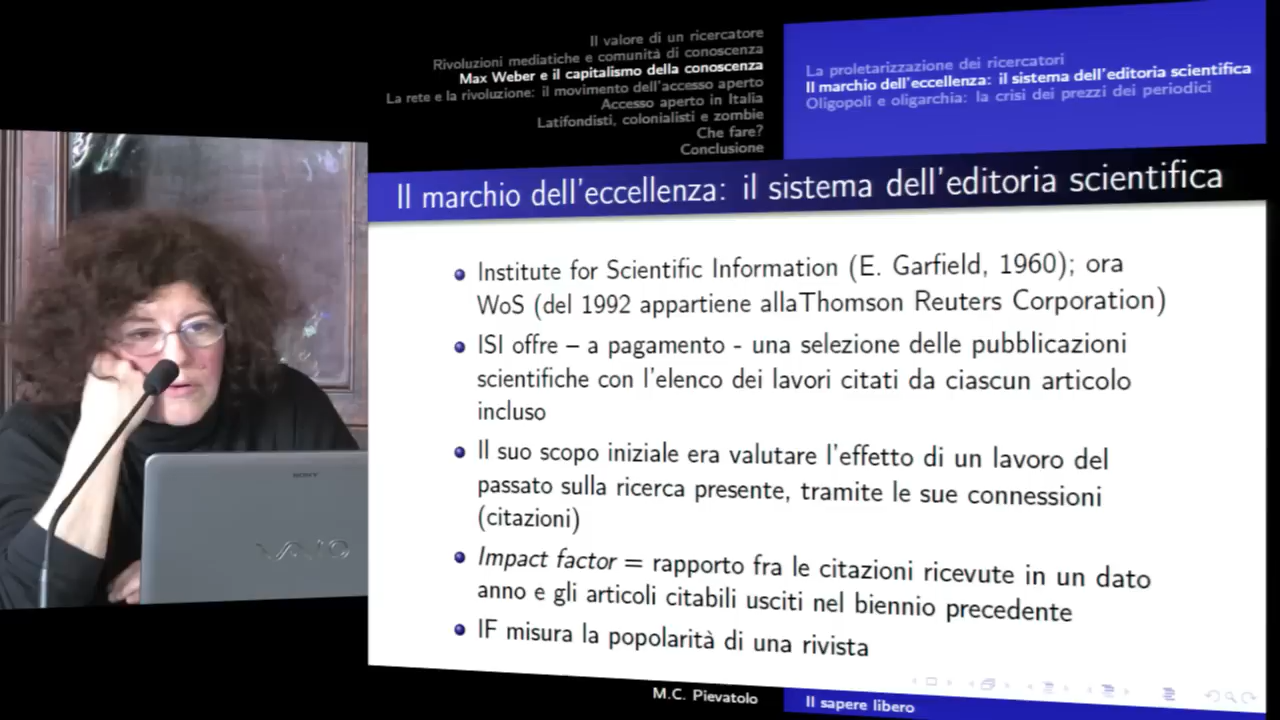 Il valore di un ricercatore
Rivoluzioni mediatiche e comunità di conoscenza
Max Weber e il capitalismo della conoscenza
La rete e la rivoluzione: il movimento dell'accesso aperto
Accesso aperto in Italia
Latifondisti, colonialisti e zombie
Che fare?
Conclusione
La proletarizzazione dei ricercatori
Il marchio dell'eccellenza: il sistema dell'editoria scientifica
Oligopoli e oligarchia: la crisi dei prezzi dei periodici
Il marchio dell'eccellenza: il sistema dell'editoria scientifica
Institute for Scientific Information (E. Garfield, 1960); ora
WoS (del 1992 appartiene allaThomson Reuters Corporation)
ISI offre – a pagamento - una selezione delle pubblicazioni
scientifiche con l'elenco dei lavori citati da ciascun articolo
incluso
Il suo scopo iniziale era valutare l'effetto di un lavoro del
passato sulla ricerca presente, tramite le sue connessioni
(citazioni)
Impact factor = rapporto fra le citazioni ricevute in un dato
anno e gli articoli citabili usciti nel biennio precedente
IF misura la popolarità di una rivista
SONY
VAIO
M.C. Pievatolo
Il sapere libero